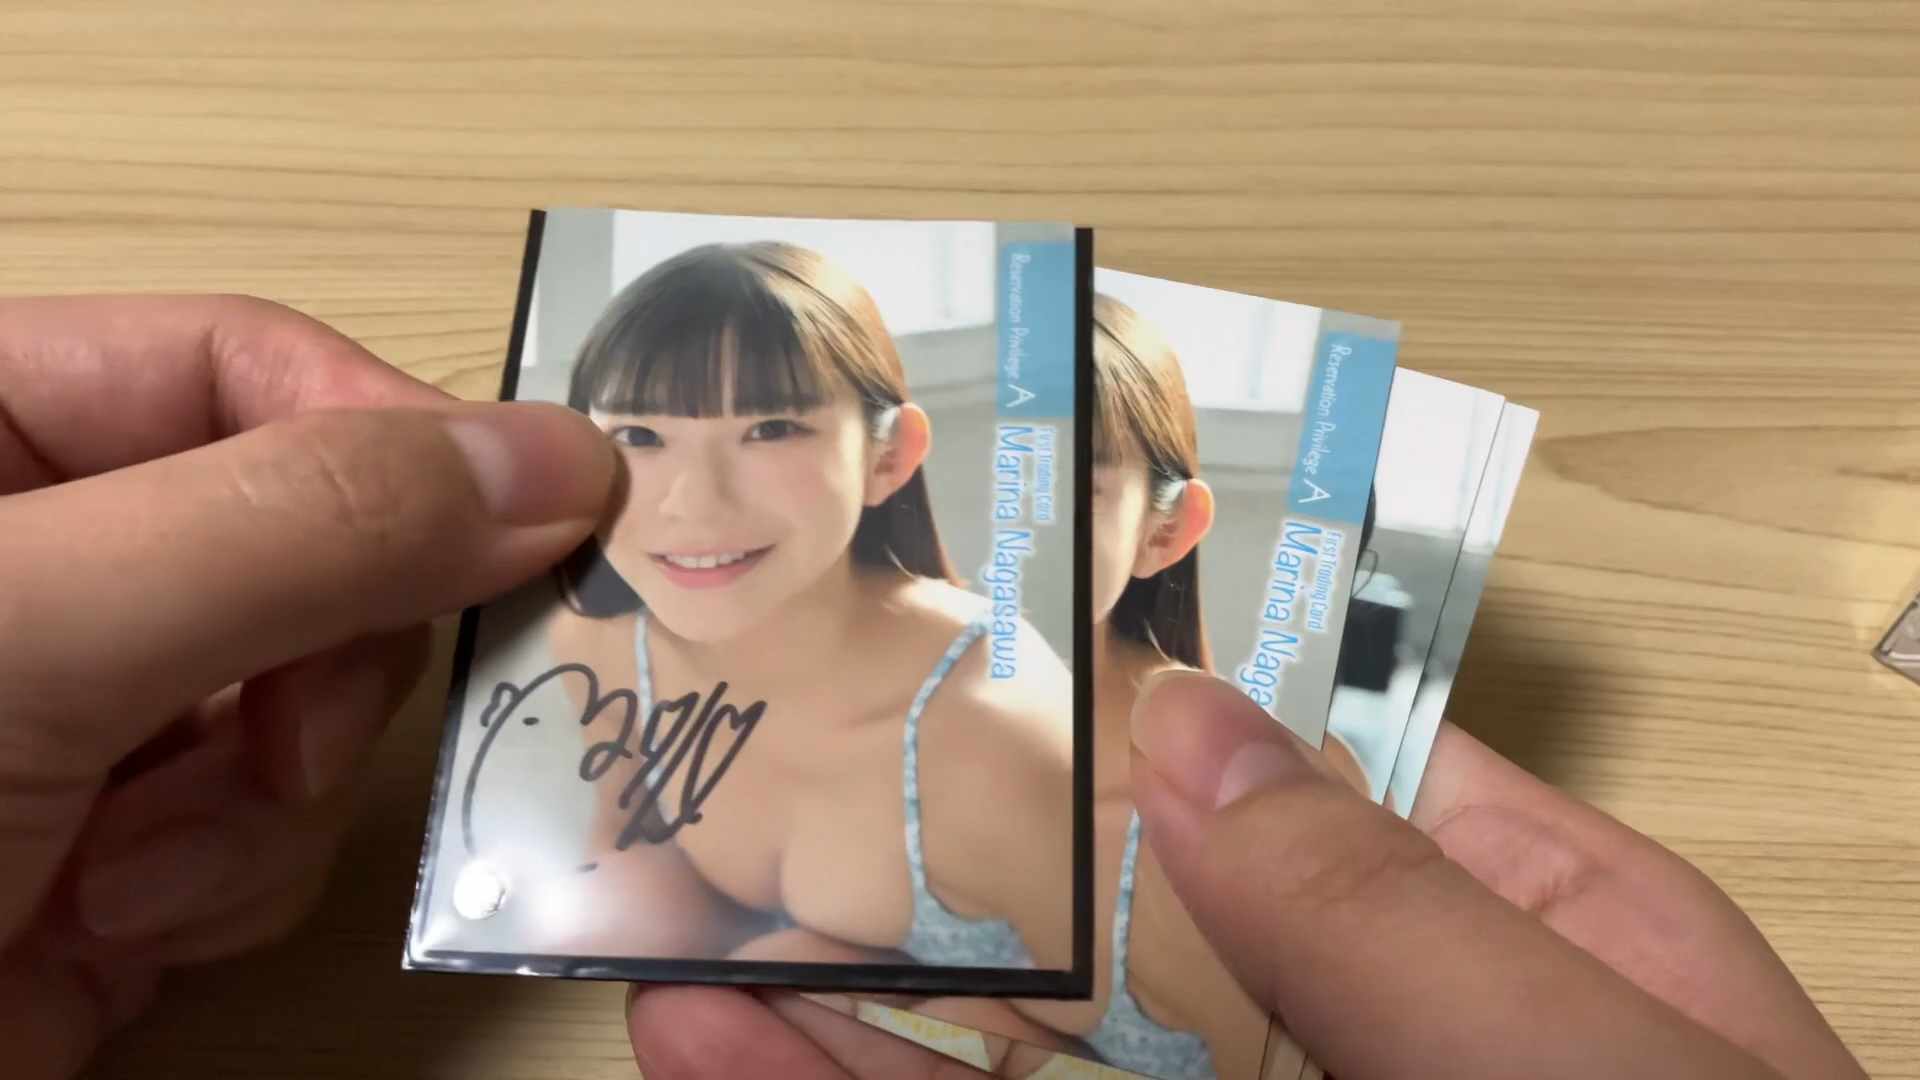 Reservation Privilege A
First Trading Card
Marina Nagasawa
Reservation Privilege A
First Trading Card
Marina Naga